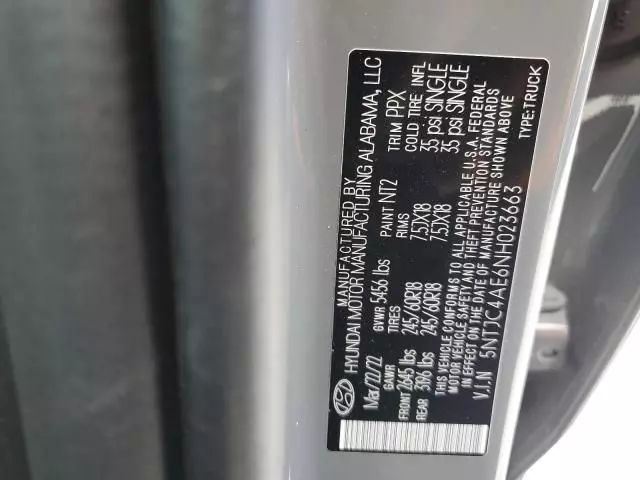 MANUFACTURED BY
HYUNDAI MOTOR MANUFACTURING ALABAMA, LLC
Mar/10/22 GVWR 5456 lbs PAINT NT2 TRIM PPX
GAWR TIRES RIMS COLD TIRE INFL
FRONT 2645 lbs 245/60R18 7.5JX18 35 psi SINGLE
REAR 3196 lbs 245/60R18 7.5JX18 35 psi SINGLE
THIS VEHICLE CONFORMS TO ALL APPLICABLE U.S.A. FEDERAL
MOTOR VEHICLE SAFETY AND THEFT PREVENTION STANDARDS
IN EFFECT ON THE DATE OF MANUFACTURE SHOWN ABOVE
V.I.N 5NTJC4AE6NH023663 TYPE:TRUCK